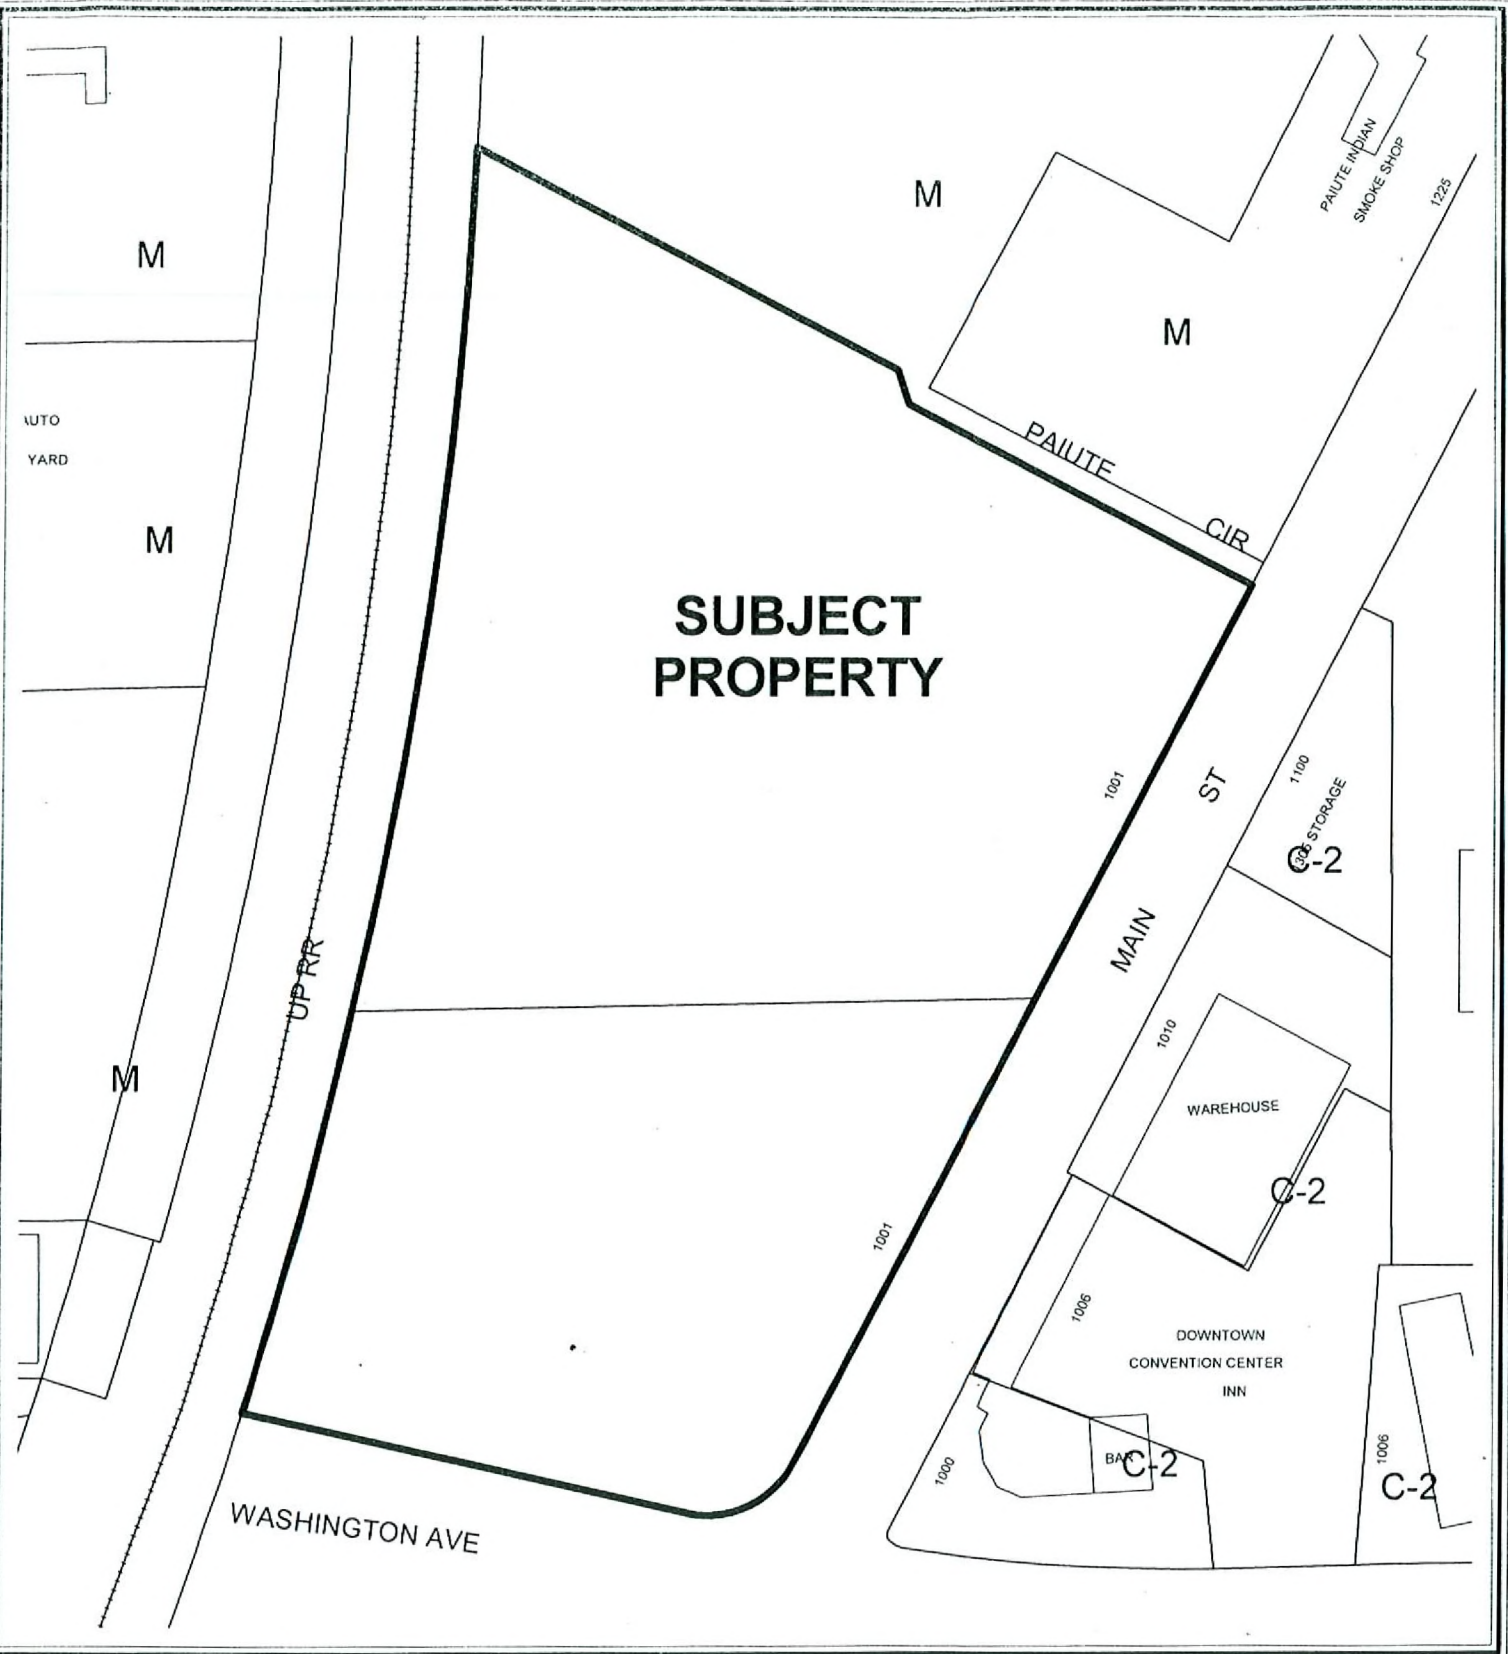 M
M
PAIUTE INDIAN
SMOKE SHOP
1225
M
AUTO
YARD
PAIUTE
CIR
M
SUBJECT
PROPERTY
1001
ST
1100
STORAGE
C-2
MAIN
UP RR
1010
M
WAREHOUSE
C-2
1001
1006
DOWNTOWN
CONVENTION CENTER
INN
1000
BAR
C-2
1006
C-2
WASHINGTON AVE
M